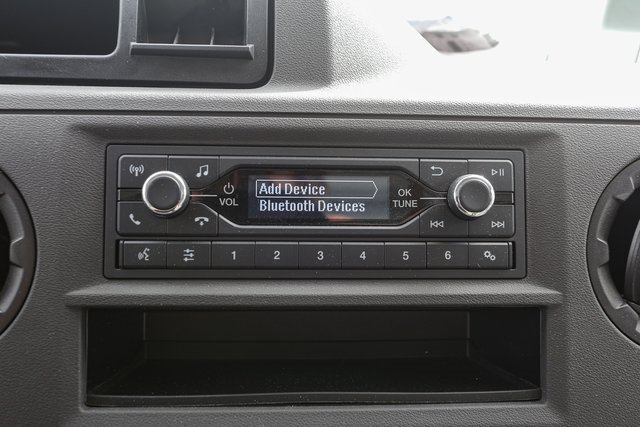 Add Device
Bluetooth Devices
VOL
OK
TUNE
1 2 3 4 5 6